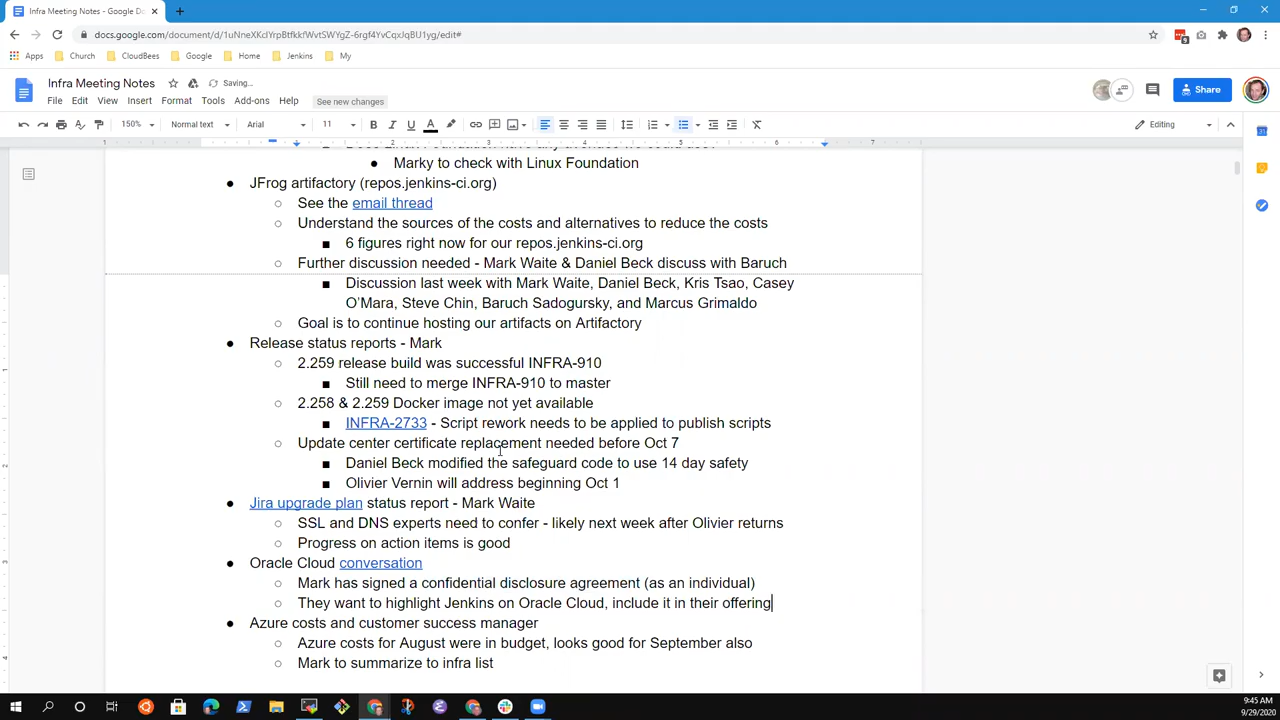 Infra Meeting Notes - Google Do
docs.google.com/document/d/1uNneXKclYrpBtfkkfWvtSWYgZ-6rgf4YvCqxJqBU1yg/edit#
Apps Church CloudBees Google Home Jenkins My
Infra Meeting Notes Saving...
File Edit View Insert Format Tools Add-ons Help See new changes
Share
150% Normal text Arial 11 B I U A Editing
1 2 3 4 5 6 7
Marky to check with Linux Foundation
JFrog artifactory (repos.jenkins-ci.org)
See the email thread
Understand the sources of the costs and alternatives to reduce the costs
6 figures right now for our repos.jenkins-ci.org
Further discussion needed - Mark Waite & Daniel Beck discuss with Baruch
Discussion last week with Mark Waite, Daniel Beck, Kris Tsao, Casey
O'Mara, Steve Chin, Baruch Sadogursky, and Marcus Grimaldo
Goal is to continue hosting our artifacts on Artifactory
Release status reports - Mark
2.259 release build was successful INFRA-910
Still need to merge INFRA-910 to master
2.258 & 2.259 Docker image not yet available
INFRA-2733 - Script rework needs to be applied to publish scripts
Update center certificate replacement needed before Oct 7
Daniel Beck modified the safeguard code to use 14 day safety
Olivier Vernin will address beginning Oct 1
Jira upgrade plan status report - Mark Waite
SSL and DNS experts need to confer - likely next week after Olivier returns
Progress on action items is good
Oracle Cloud conversation
Mark has signed a confidential disclosure agreement (as an individual)
They want to highlight Jenkins on Oracle Cloud, include it in their offering
Azure costs and customer success manager
Azure costs for August were in budget, looks good for September also
Mark to summarize to infra list
9:45 AM
9/29/2020